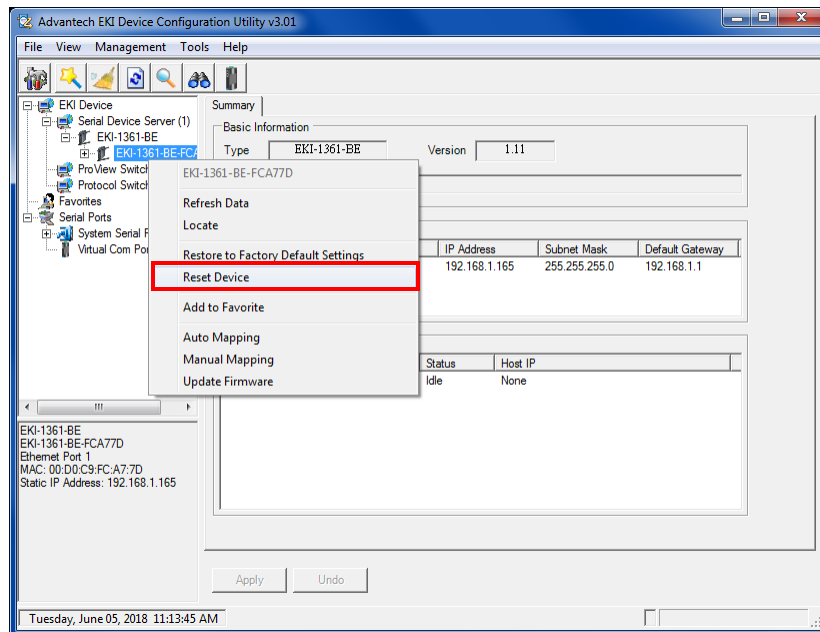 Advantech EKI Device Configuration Utility v3.01
File View Management Tools Help
EKI Device
Serial Device Server (1)
EKI-1361-BE
EKI-1361-BE-FCA
ProView Switch
Protocol Switch
Favorites
Serial Ports
System Serial P
Virtual Com Por
Summary
Basic Information
Type EKI-1361-BE Version 1.11
EKI-1361-BE-FCA77D
Refresh Data
Locate
Restore to Factory Default Settings
Reset Device
Add to Favorite
Auto Mapping
Manual Mapping
Update Firmware
IP Address Subnet Mask Default Gateway
192.168.1.165 255.255.255.0 192.168.1.1
Status Host IP
Idle None
EKI-1361-BE
EKI-1361-BE-FCA77D
Ethernet Port 1
MAC: 00:D0:C9:FC:A7:7D
Static IP Address: 192.168.1.165
Apply Undo
Tuesday, June 05, 2018 11:13:45 AM